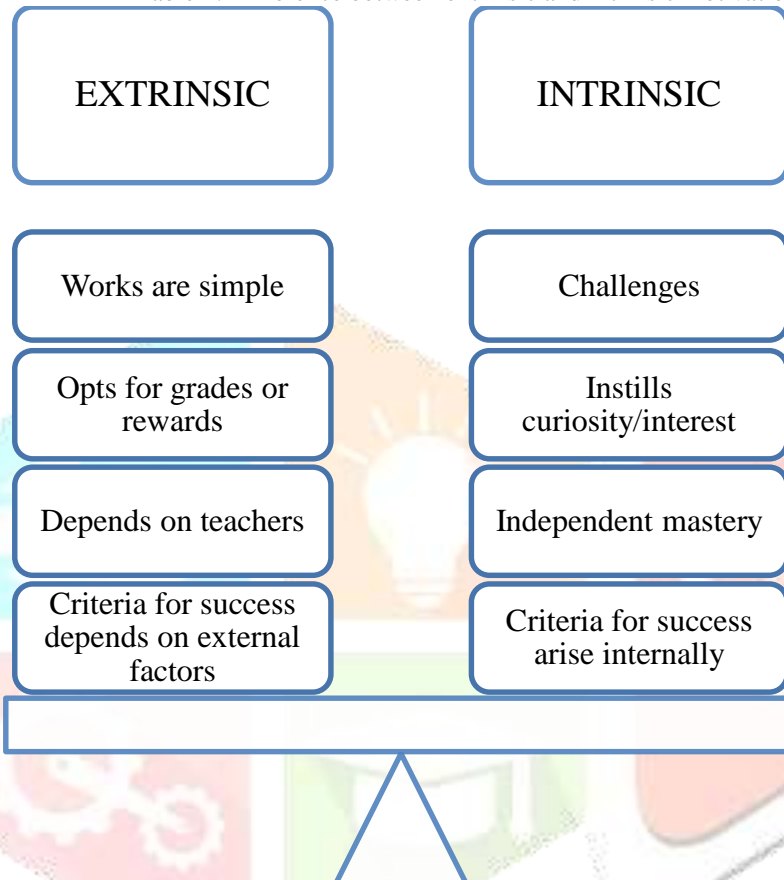 EXTRINSIC
INTRINSIC
Works are simple
Challenges
Opts for grades or
rewards
Instills
curiosity/interest
Depends on teachers
Independent mastery
Criteria for success
depends on external
factors
Criteria for success
arise internally